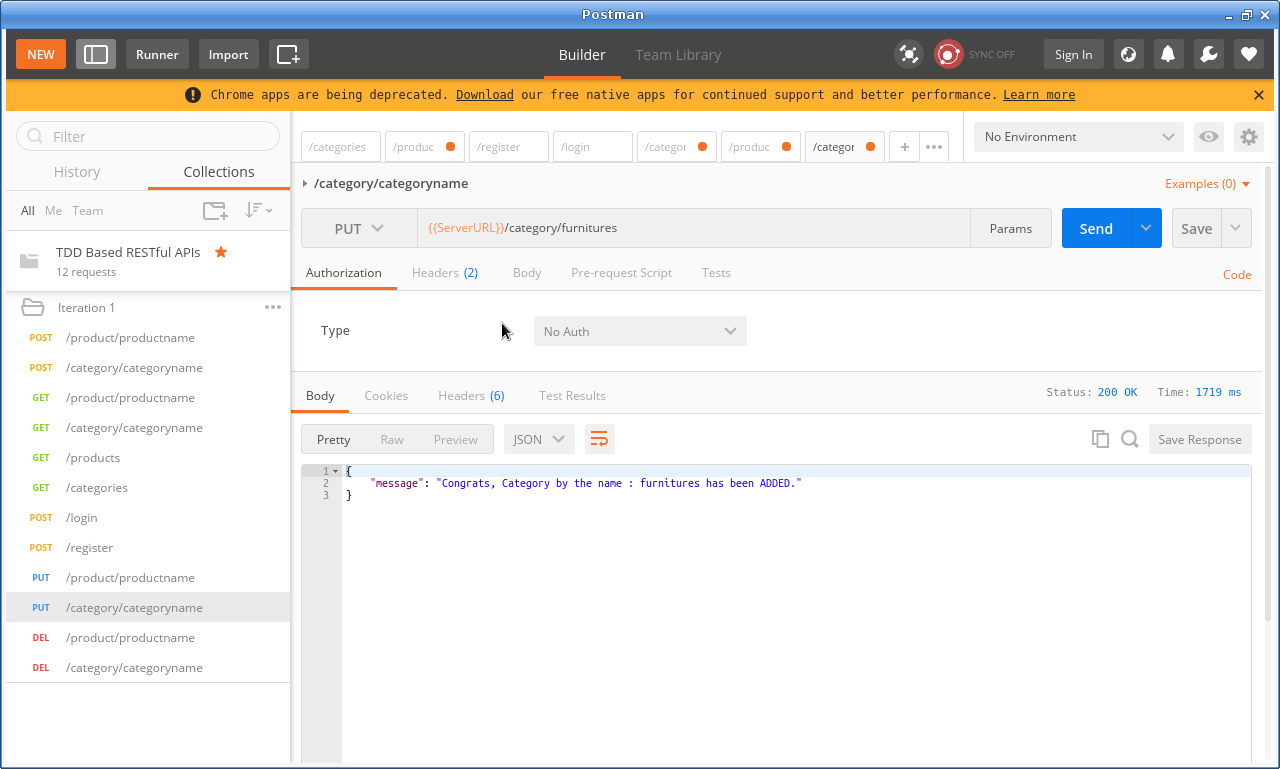 Postman
NEW Runner Import Builder Team Library SYNC OFF Sign In
Chrome apps are being deprecated. Download our free native apps for continued support and better performance. Learn more
Filter
History Collections
All Me Team
TDD Based RESTful APIs
12 requests
Iteration 1
POST /product/productname
POST /category/categoryname
GET /product/productname
GET /category/categoryname
GET /products
GET /categories
POST /login
POST /register
PUT /product/productname
PUT /category/categoryname
DEL /product/productname
DEL /category/categoryname
/categories /produc /register /login /categor /produc /categor + •••
No Environment
/category/categoryname Examples (0)
PUT {{ServerURL}}/category/furnitures Params Send Save
Authorization Headers (2) Body Pre-request Script Tests Code
Type No Auth
Body Cookies Headers (6) Test Results Status: 200 OK Time: 1719 ms
Pretty Raw Preview JSON Save Response
1 {
2 "message": "Congrats, Category by the name : furnitures has been ADDED."
3 }